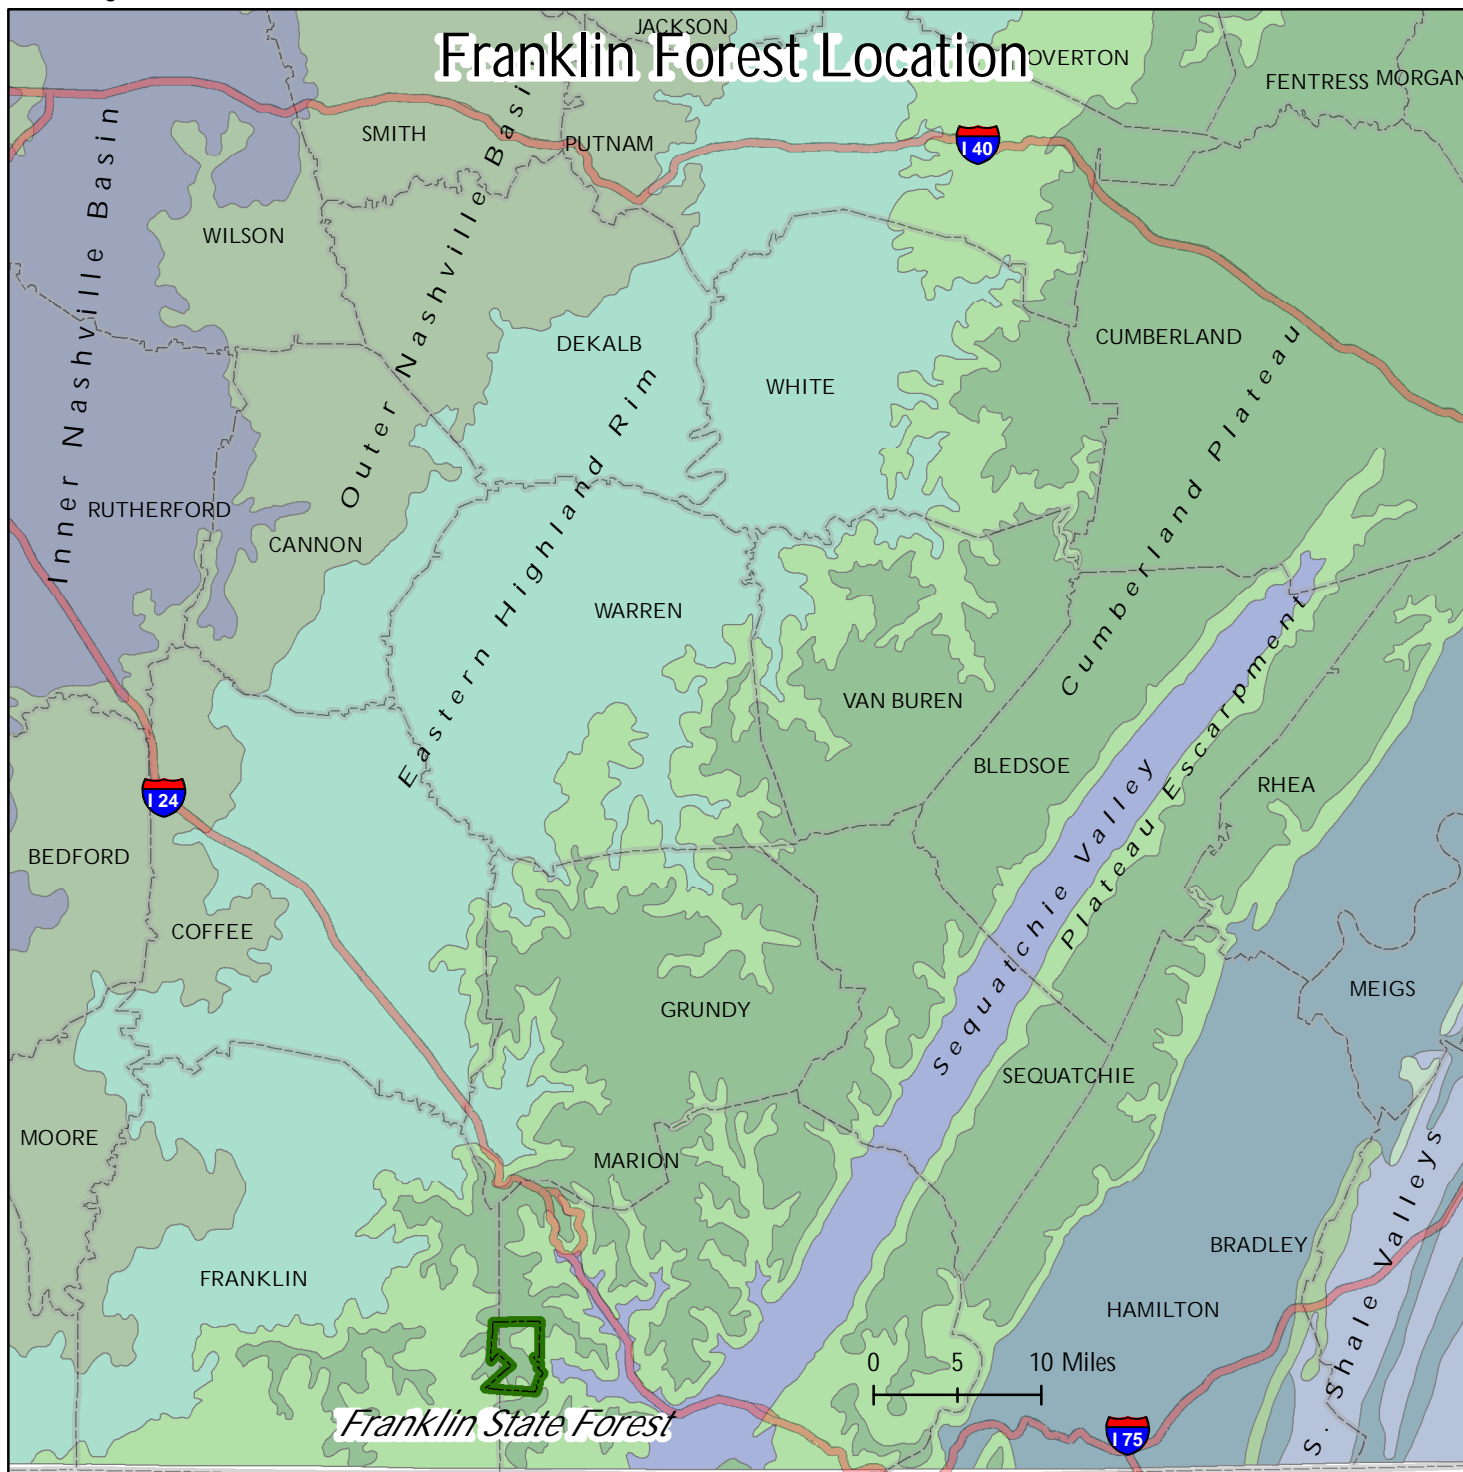 JACKSON
Franklin Forest Location
OVERTON
FENTRESS
MORGAN
SMITH
PUTNAM
I 40
Inner Nashville Basin
Outer Nashville Basi
WILSON
DEKALB
CUMBERLAND
WHITE
Eastern Highland Rim
Cumberland Plateau
RUTHERFORD
CANNON
WARREN
VAN BUREN
BLEDSOE
Sequatchie Valley
Plateau Escarpment
RHEA
I 24
BEDFORD
COFFEE
GRUNDY
MEIGS
SEQUATCHIE
MOORE
MARION
S. Shale Valleys
BRADLEY
FRANKLIN
HAMILTON
0 5 10 Miles
Franklin State Forest
I 75